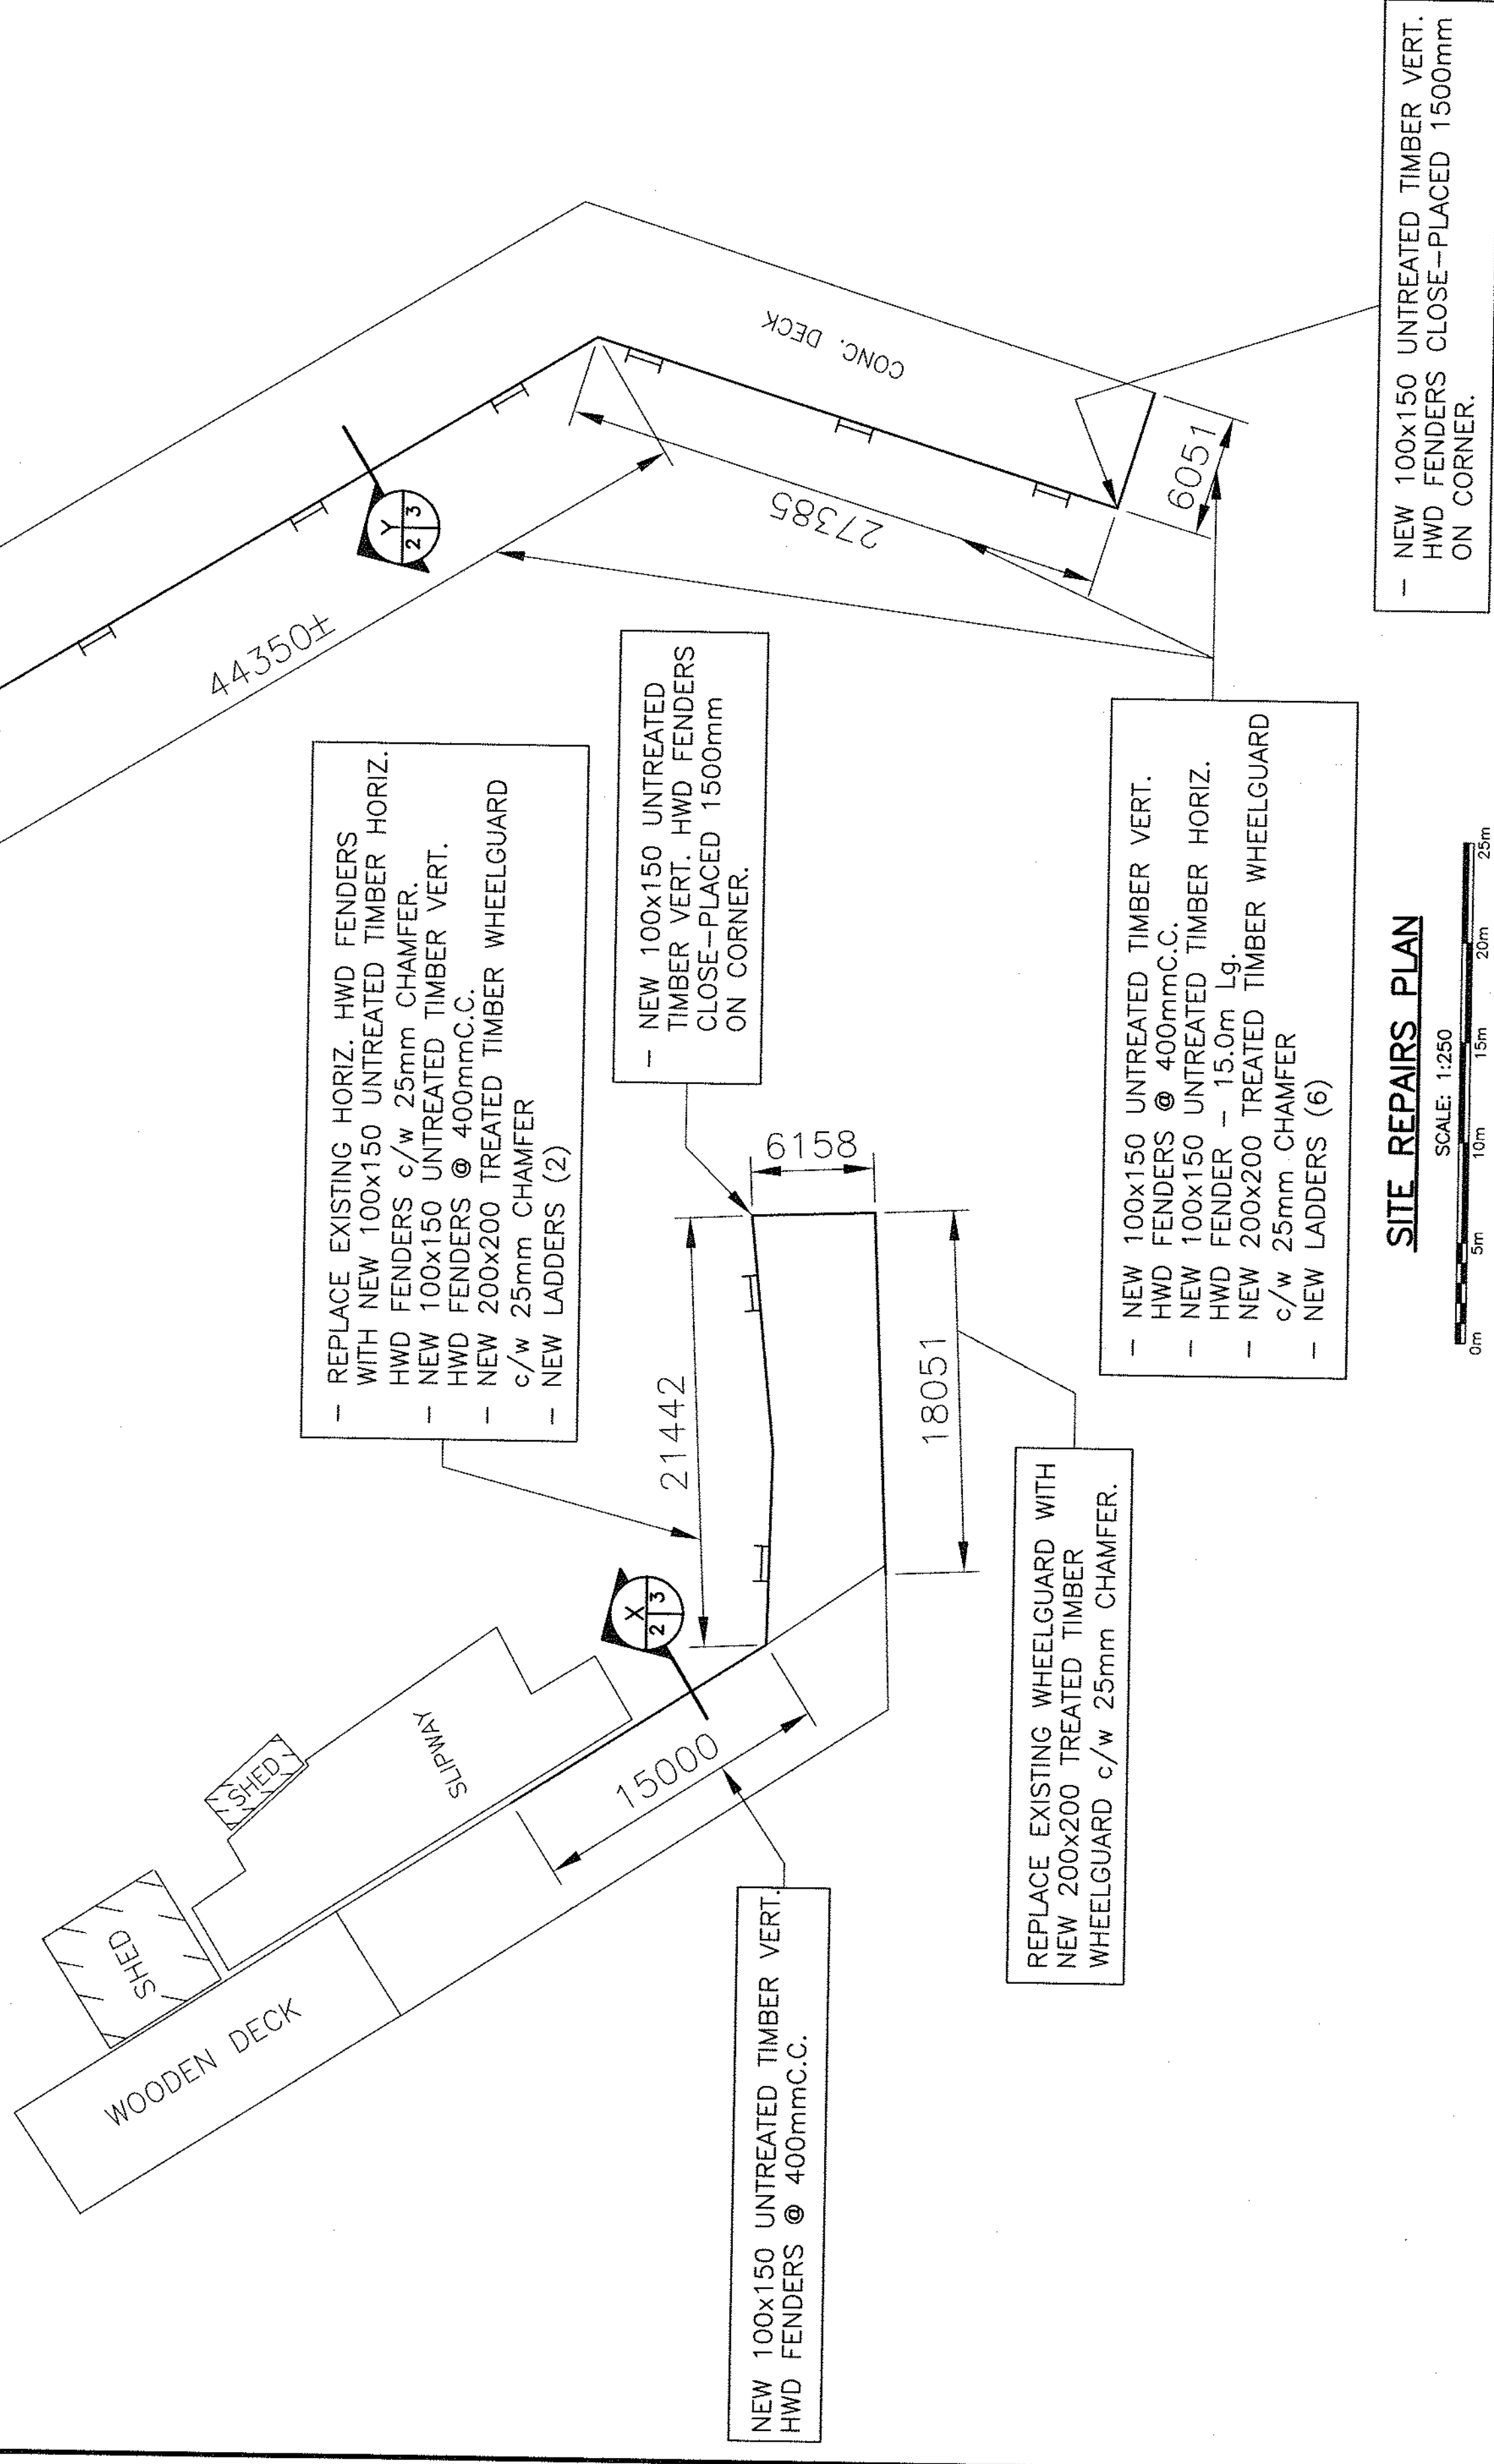 WOODEN DECK
SHED
SHED
SLIPWAY
15000
X
2 3
21442
6158
18051
44350±
Y
2 3
CONC. DECK
27385
6051
NEW 100x150 UNTREATED TIMBER VERT.
HWD FENDERS @ 400mmC.C.
- REPLACE EXISTING HORIZ. HWD FENDERS
WITH NEW 100x150 UNTREATED TIMBER HORIZ.
HWD FENDERS c/w 25mm CHAMFER.
- NEW 100x150 UNTREATED TIMBER VERT.
HWD FENDERS @ 400mmC.C.
- NEW 200x200 TREATED TIMBER WHEELGUARD
c/w 25mm CHAMFER
- NEW LADDERS (2)
- NEW 100x150 UNTREATED
TIMBER VERT. HWD FENDERS
CLOSE-PLACED 1500mm
ON CORNER.
REPLACE EXISTING WHEELGUARD WITH
NEW 200x200 TREATED TIMBER
WHEELGUARD c/w 25mm CHAMFER.
- NEW 100x150 UNTREATED TIMBER VERT.
HWD FENDERS @ 400mmC.C.
- NEW 100x150 UNTREATED TIMBER HORIZ.
HWD FENDER - 15.0m Lg.
- NEW 200x200 TREATED TIMBER WHEELGUARD
c/w 25mm CHAMFER
- NEW LADDERS (6)
- NEW 100x150 UNTREATED TIMBER VERT.
HWD FENDERS CLOSE-PLACED 1500mm
ON CORNER.
SITE REPAIRS PLAN
SCALE: 1:250
0m 5m 10m 15m 20m 25m